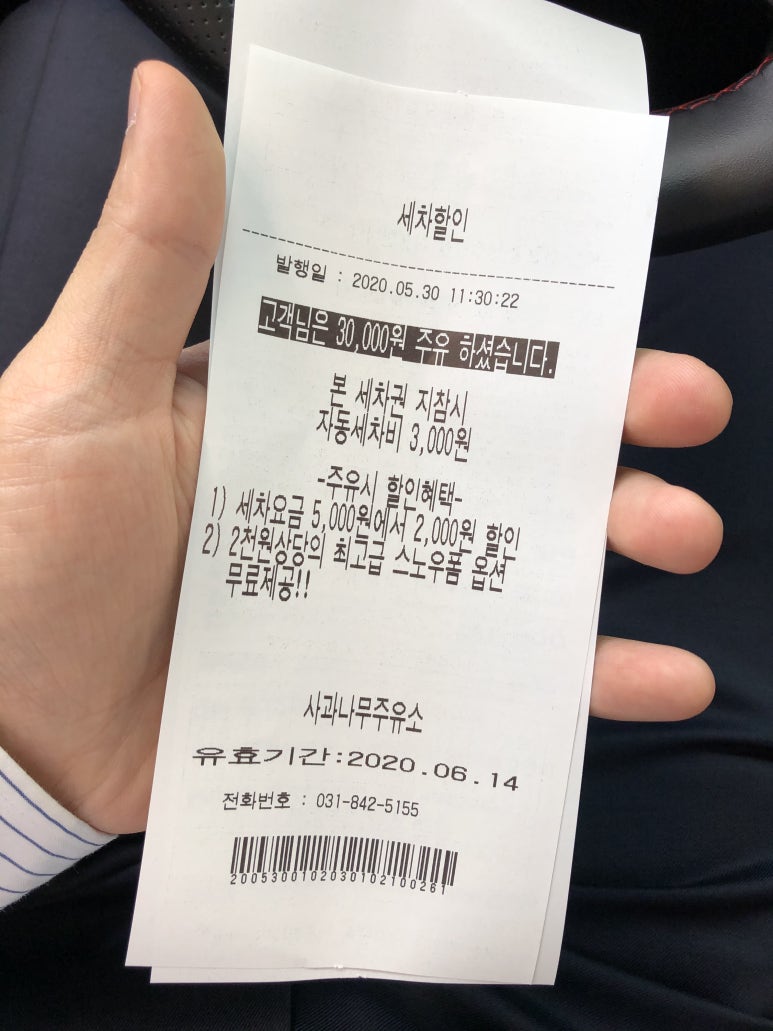 세차할인
발행일 : 2020.05.30 11:30:22
고객님은 30,000원 주유 하셨습니다.
본 세차권 지참시
자동세차비 3,000원
-주유시 할인혜택-
1) 세차요금 5,000원에서 2,000원 할인
2) 2천원상당의 최고급 스노우폼 옵션
무료제공!!
사과나무주유소
유효기간:2020.06.14
전화번호 : 031-842-5155
2005300102030102100261